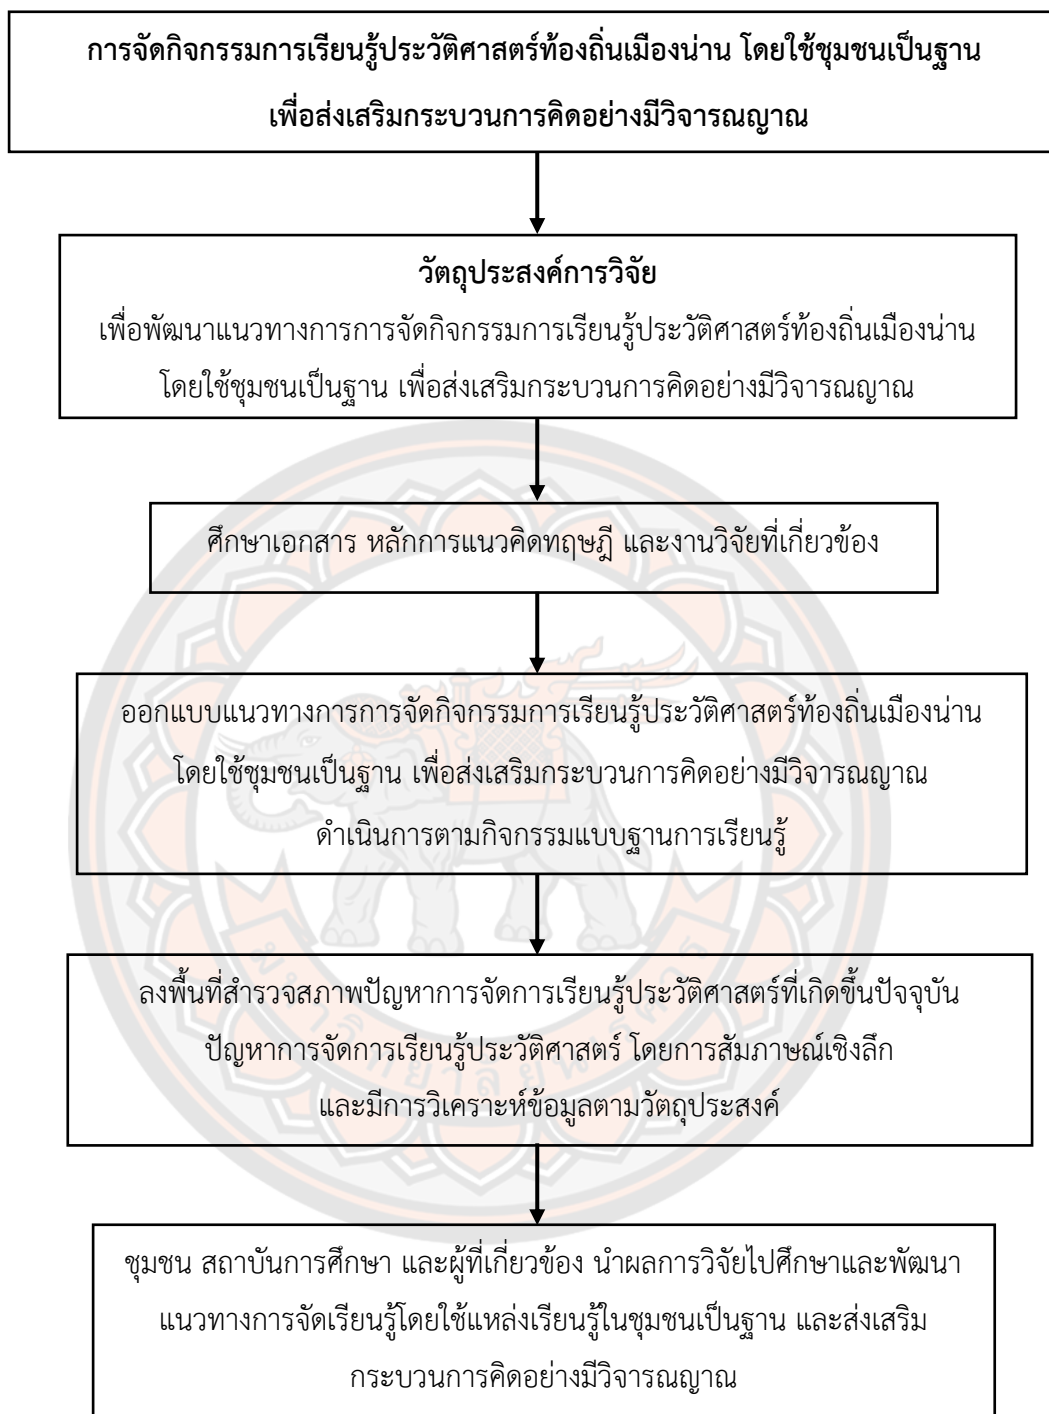 การจัดกิจกรรมการเรียนรู้ประวัติศาสตร์ท้องถิ่นเมืองน่าน โดยใช้ชุมชนเป็นฐาน
เพื่อส่งเสริมกระบวนการคิดอย่างมีวิจารณญาณ
วัตถุประสงค์การวิจัย
เพื่อพัฒนาแนวทางการการจัดกิจกรรมการเรียนรู้ประวัติศาสตร์ท้องถิ่นเมืองน่าน
โดยใช้ชุมชนเป็นฐาน เพื่อส่งเสริมกระบวนการคิดอย่างมีวิจารณญาณ
ศึกษาเอกสาร หลักการแนวคิดทฤษฎี และงานวิจัยที่เกี่ยวข้อง
ออกแบบแนวทางการการจัดกิจกรรมการเรียนรู้ประวัติศาสตร์ท้องถิ่นเมืองน่าน
โดยใช้ชุมชนเป็นฐาน เพื่อส่งเสริมกระบวนการคิดอย่างมีวิจารณญาณ
ดำเนินการตามกิจกรรมแบบฐานการเรียนรู้
ลงพื้นที่สำรวจสภาพปัญหาการจัดการเรียนรู้ประวัติศาสตร์ที่เกิดขึ้นปัจจุบัน
ปัญหาการจัดการเรียนรู้ประวัติศาสตร์ โดยการสัมภาษณ์เชิงลึก
และมีการวิเคราะห์ข้อมูลตามวัตถุประสงค์
มหาวิทยาลัยนเรศวร
ชุมชน สถาบันการศึกษา และผู้ที่เกี่ยวข้อง นำผลการวิจัยไปศึกษาและพัฒนา
แนวทางการจัดเรียนรู้โดยใช้แหล่งเรียนรู้ในชุมชนเป็นฐาน และส่งเสริม
กระบวนการคิดอย่างมีวิจารณญาณ